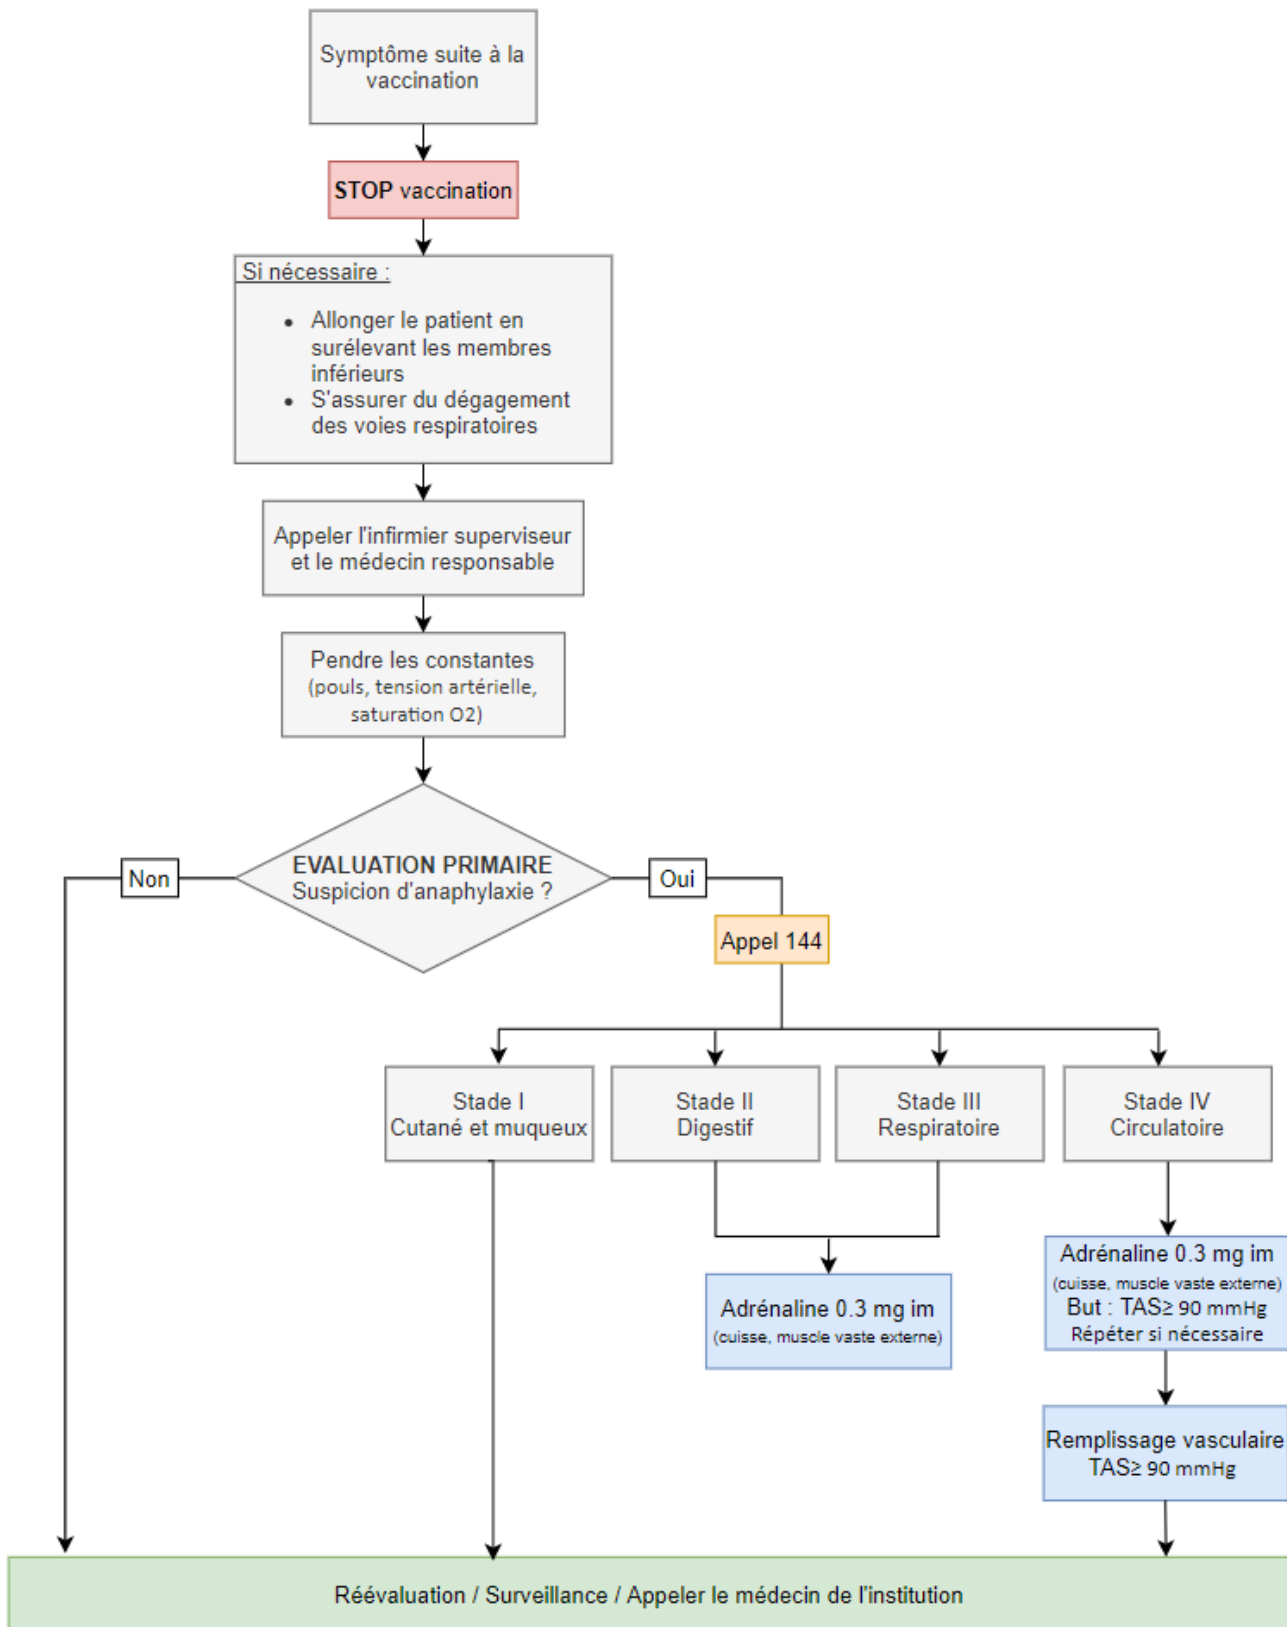 Symptôme suite à la
vaccination
STOP vaccination
Si nécessaire :
• Allonger le patient en
surélevant les membres
inférieurs
• S'assurer du dégagement
des voies respiratoires
Appeler l'infirmier superviseur
et le médecin responsable
Pendre les constantes
(pouls, tension artérielle,
saturation O2)
EVALUATION PRIMAIRE
Suspicion d'anaphylaxie ?
Non
Oui
Appel 144
Stade I
Cutané et muqueux
Stade II
Digestif
Stade III
Respiratoire
Stade IV
Circulatoire
Adrénaline 0.3 mg im
(cuisse, muscle vaste externe)
Adrénaline 0.3 mg im
(cuisse, muscle vaste externe)
But : TAS≥ 90 mmHg
Répéter si nécessaire
Remplissage vasculaire
TAS≥ 90 mmHg
Réévaluation / Surveillance / Appeler le médecin de l'institution